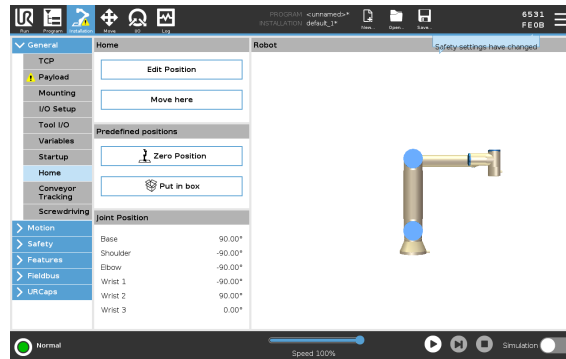 UR
Run
Program
Installation
Move
I/O
Log
PROGRAM <unnamed>*
INSTALLATION default_1*
New...
Open...
Save...
6531
FE0B
General
TCP
Payload
Mounting
I/O Setup
Tool I/O
Variables
Startup
Home
Conveyor
Tracking
Screwdriving
Motion
Safety
Features
Fieldbus
URCaps
Home
Edit Position
Move here
Predefined positions
Zero Position
Put in box
Joint Position
Base 90.00°
Shoulder -90.00°
Elbow -90.00°
Wrist 1 -90.00°
Wrist 2 90.00°
Wrist 3 0.00°
Robot
Safety settings have changed
Normal
Speed 100%
Simulation